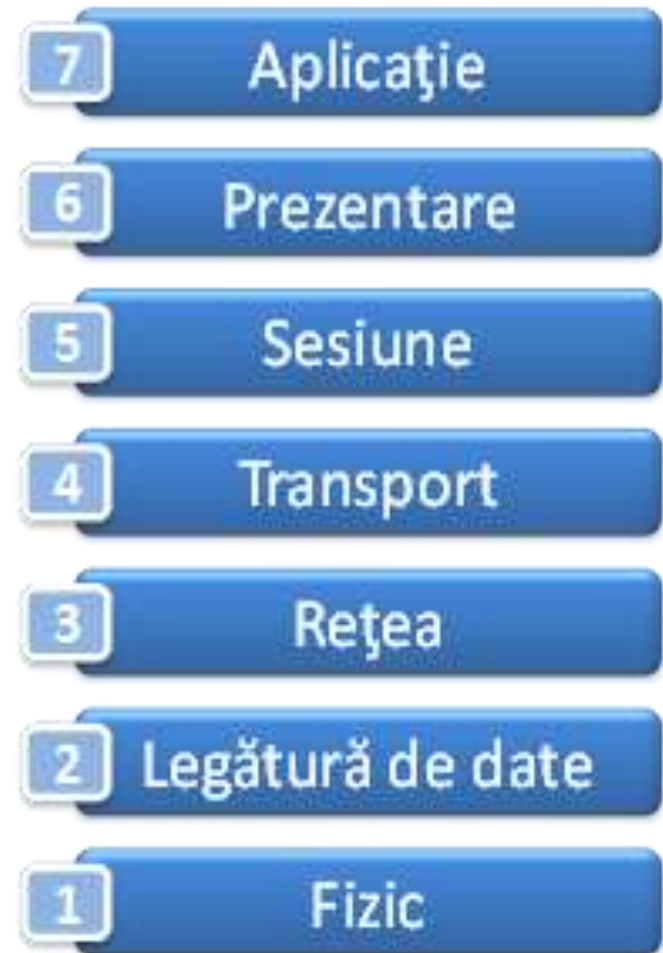 7 Aplicaţie
6 Prezentare
5 Sesiune
4 Transport
3 Reţea
2 Legătură de date
1 Fizic